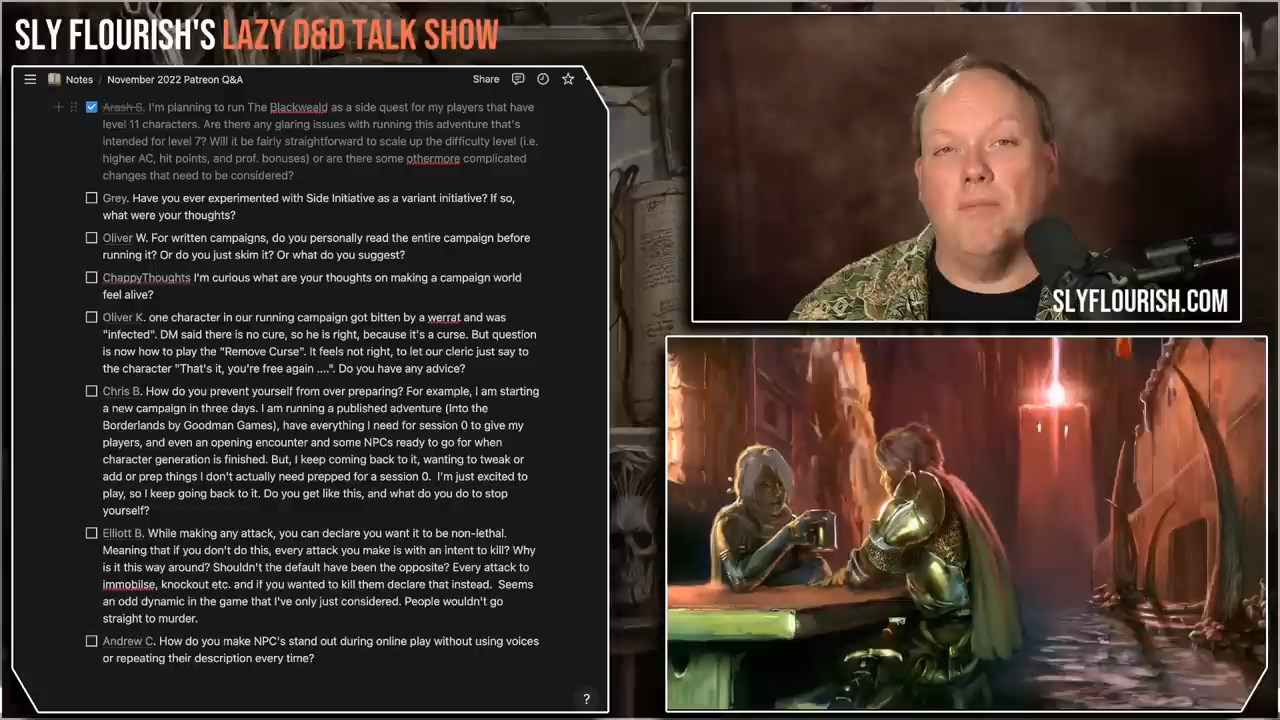 SLY FLOURISH'S LAZY D&D TALK SHOW
Notes / November 2022 Patreon Q&A
Share
Arash S. I'm planning to run The Blackweald as a side quest for my players that have
level 11 characters. Are there any glaring issues with running this adventure that's
intended for level 7? Will it be fairly straightforward to scale up the difficulty level (i.e.
higher AC, hit points, and prof. bonuses) or are there some othermore complicated
changes that need to be considered?
Grey. Have you ever experimented with Side Initiative as a variant initiative? If so,
what were your thoughts?
Oliver W. For written campaigns, do you personally read the entire campaign before
running it? Or do you just skim it? Or what do you suggest?
ChappyThoughts I'm curious what are your thoughts on making a campaign world
feel alive?
Oliver K. one character in our running campaign got bitten by a werrat and was
"infected". DM said there is no cure, so he is right, because it's a curse. But question
is now how to play the "Remove Curse". It feels not right, to let our cleric just say to
the character "That's it, you're free again ....". Do you have any advice?
Chris B. How do you prevent yourself from over preparing? For example, I am starting
a new campaign in three days. I am running a published adventure (Into the
Borderlands by Goodman Games), have everything I need for session 0 to give my
players, and even an opening encounter and some NPCs ready to go for when
character generation is finished. But, I keep coming back to it, wanting to tweak or
add or prep things I don't actually need prepped for a session 0. I'm just excited to
play, so I keep going back to it. Do you get like this, and what do you do to stop
yourself?
Elliott B. While making any attack, you can declare you want it to be non-lethal.
Meaning that if you don't do this, every attack you make is with an intent to kill? Why
is it this way around? Shouldn't the default have been the opposite? Every attack to
immobilse, knockout etc. and if you wanted to kill them declare that instead. Seems
an odd dynamic in the game that I've only just considered. People wouldn't go
straight to murder.
Andrew C. How do you make NPC's stand out during online play without using voices
or repeating their description every time?
?
SLYFLOURISH.COM